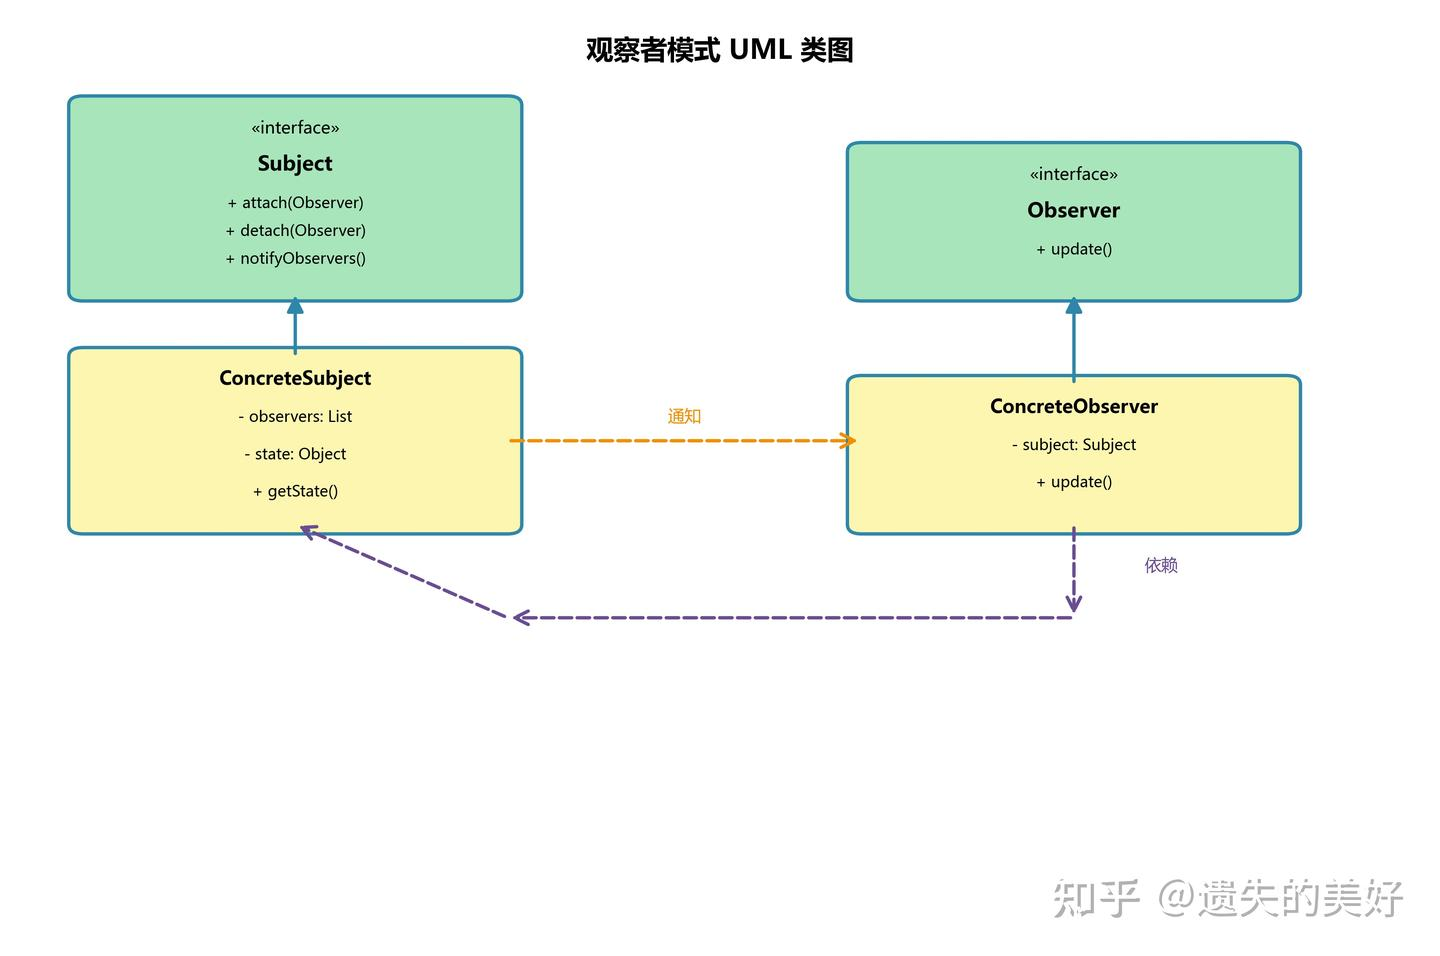 观察者模式 UML 类图
«interface»
Subject
+ attach(Observer)
+ detach(Observer)
+ notifyObservers()
«interface»
Observer
+ update()
ConcreteSubject
- observers: List
- state: Object
+ getState()
通知
ConcreteObserver
- subject: Subject
+ update()
依赖
知乎 @遗失的美好